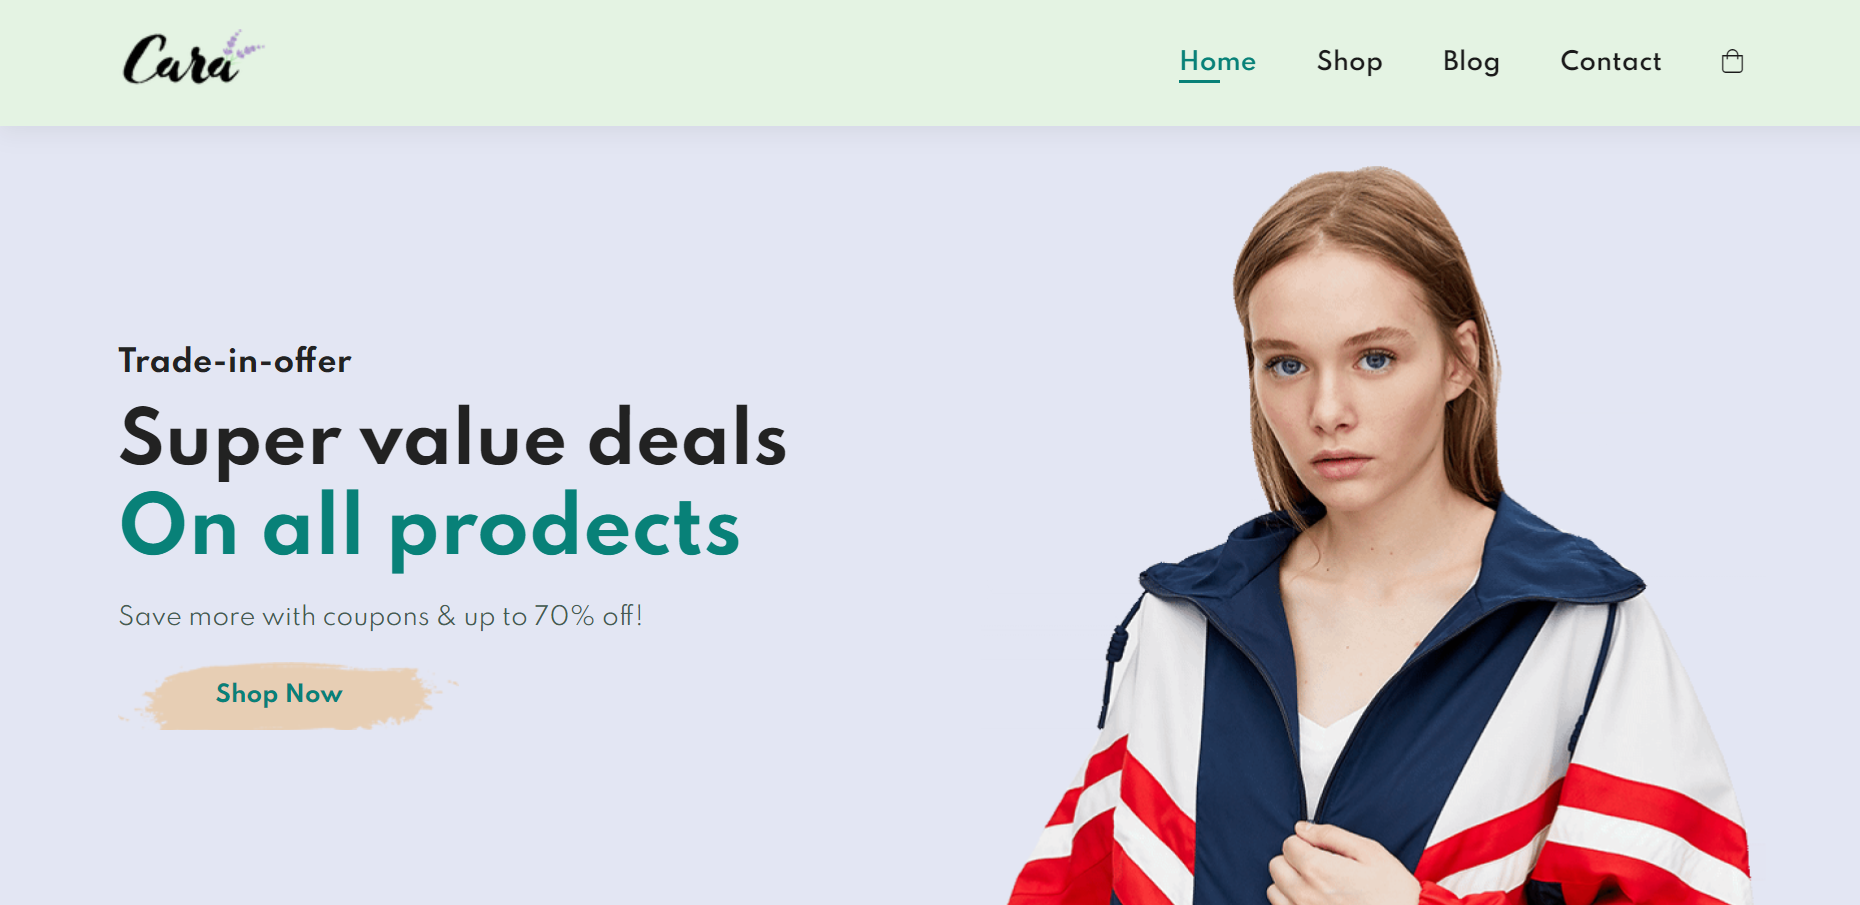 Cara
Home Shop Blog Contact
Trade-in-offer
Super value deals
On all prodects
Save more with coupons & up to 70% off!
Shop Now